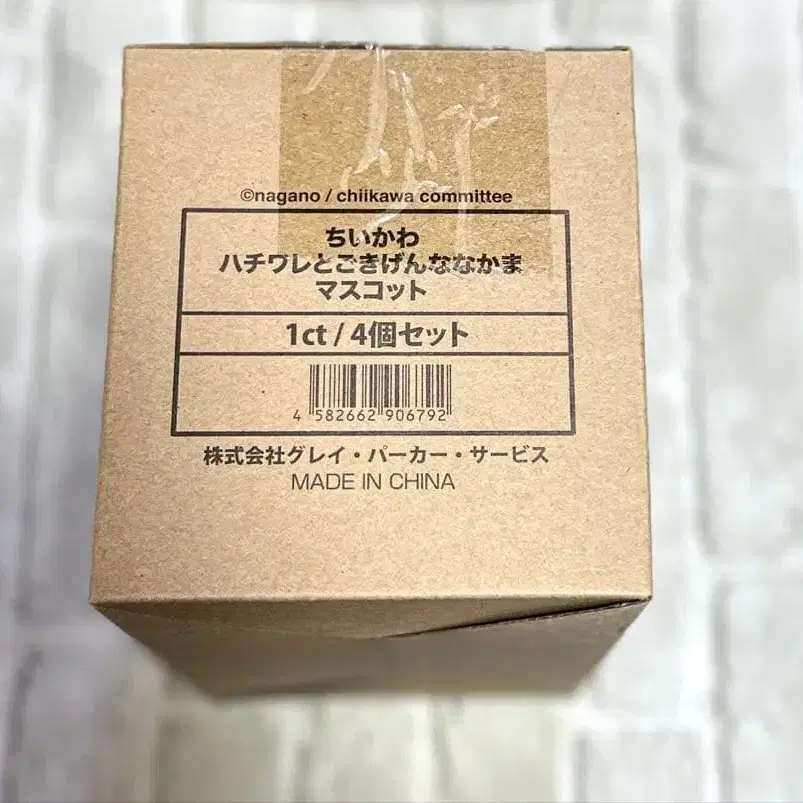 ©nagano / chiikawa committee
ちいかわ
ハチワレとごきげんななかま
マスコット
1ct / 4個セット
4 582662 906792
株式会社グレイ・パーカー・サービス
MADE IN CHINA